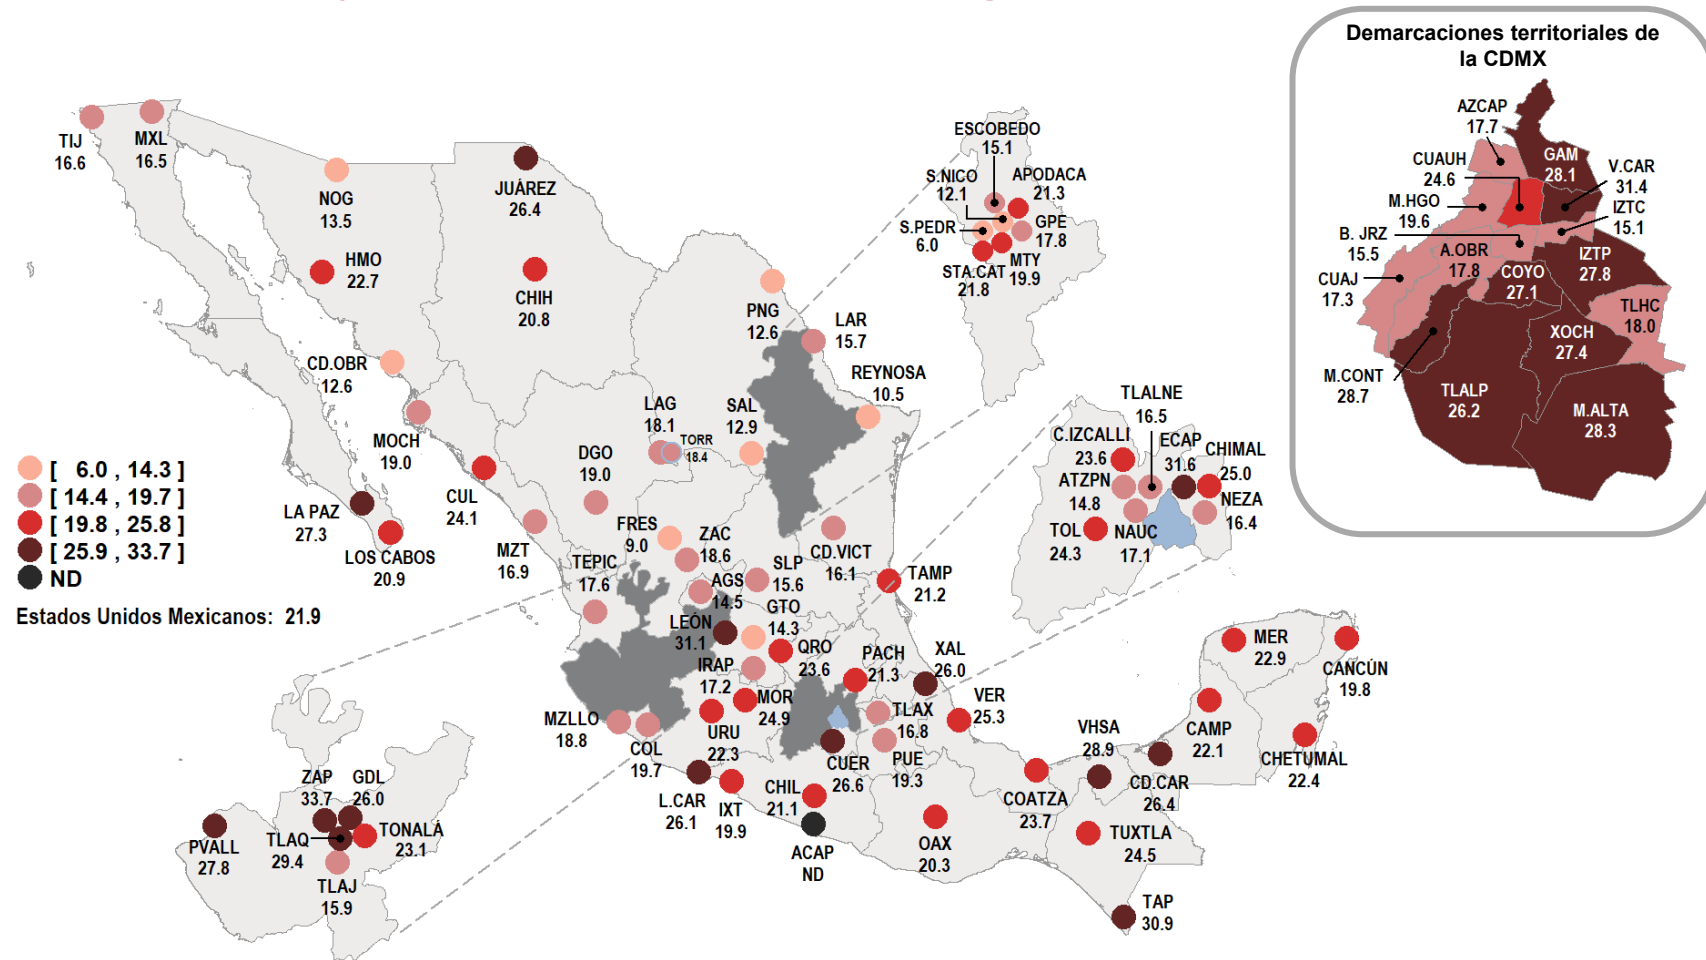 Demarcaciones territoriales de
la CDMX
AZCAP
17.7
CUAUH
24.6
GAM
28.1
V.CAR
31.4
M.HGO
19.6
IZTC
15.1
B. JRZ
15.5
A.OBR
17.8
COYO
27.1
IZTP
27.8
CUAJ
17.3
TLHC
18.0
XOCH
27.4
M.CONT
28.7
TLALP
26.2
M.ALTA
28.3
TIJ
16.6
MXL
16.5
NOG
13.5
JUÁREZ
26.4
HMO
22.7
CHIH
20.8
CD.OBR
12.6
MOCH
19.0
CUL
24.1
LA PAZ
27.3
LOS CABOS
20.9
MZT
16.9
DGO
19.0
LAG
18.1
TORR
18.4
SAL
12.9
PNG
12.6
LAR
15.7
REYNOSA
10.5
ESCOBEDO
15.1
S.NICO
12.1
APODACA
21.3
S.PEDR
6.0
GPE
17.8
STA.CAT
21.8
MTY
19.9
[ 6.0 , 14.3 ]
[ 14.4 , 19.7 ]
[ 19.8 , 25.8 ]
[ 25.9 , 33.7 ]
ND
Estados Unidos Mexicanos: 21.9
FRES
9.0
ZAC
18.6
TEPIC
17.6
AGS
14.5
SLP
15.6
CD.VICT
16.1
TAMP
21.2
LEÓN
31.1
GTO
14.3
IRAP
17.2
QRO
23.6
PACH
21.3
XAL
26.0
VER
25.3
MOR
24.9
URU
22.3
MZLLO
18.8
COL
19.7
TLAX
16.8
PUE
19.3
CUER
26.6
L.CAR
26.1
IXT
19.9
CHIL
21.1
ACAP
ND
OAX
20.3
COATZA
23.7
VHSA
28.9
CD.CAR
26.4
TUXTLA
24.5
TAP
30.9
CAMP
22.1
MER
22.9
CANCÚN
19.8
CHETUMAL
22.4
TLALNE
16.5
C.IZCALLI
23.6
ECAP
31.6
CHIMAL
25.0
ATZPN
14.8
NEZA
16.4
TOL
24.3
NAUC
17.1
ZAP
33.7
GDL
26.0
PVALL
27.8
TLAQ
29.4
TONALÁ
23.1
TLAJ
15.9